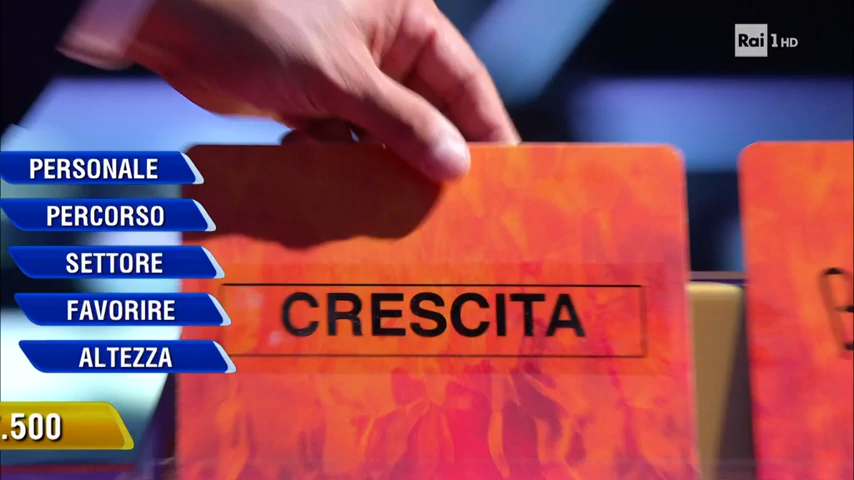 Rai 1 HD
PERSONALE
PERCORSO
SETTORE
FAVORIRE
ALTEZZA
CRESCITA
.500